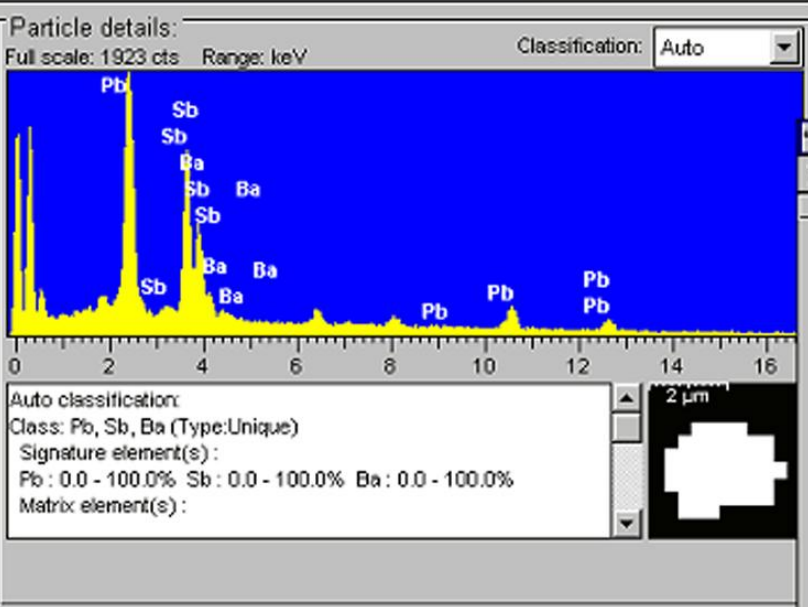 Particle details:
Full scale: 1923 cts Range: keV
Classification: Auto
Pb
Sb
Sb
Ba
Sb Ba
Sb
Ba Ba
Sb Ba
Pb Pb Pb
Pb
0 2 4 6 8 10 12 14 16
Auto classification:
Class: Pb, Sb, Ba (Type:Unique)
Signature element(s) :
Pb : 0.0 - 100.0% Sb : 0.0 - 100.0% Ba : 0.0 - 100.0%
Matrix element(s) :
2 µm